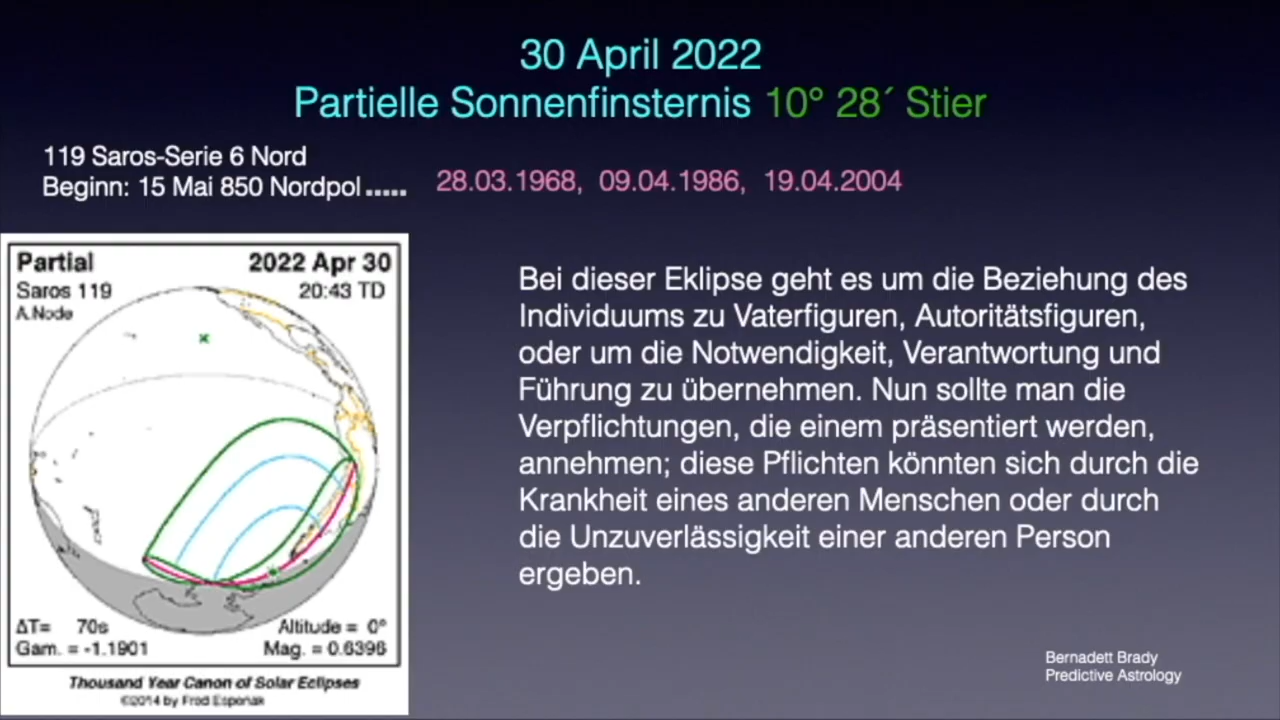 30 April 2022
Partielle Sonnenfinsternis 10° 28´ Stier
119 Saros-Serie 6 Nord
Beginn: 15 Mai 850 Nordpol ..... 28.03.1968, 09.04.1986, 19.04.2004
Partial 2022 Apr 30
Saros 119 20:43 TD
A.Node
ΔT= 70s Altitude = 0°
Gam. = -1.1901 Mag. = 0.6396
Thousand Year Canon of Solar Eclipses
©2014 by Fred Espenak
Bei dieser Eklipse geht es um die Beziehung des
Individuums zu Vaterfiguren, Autoritätsfiguren,
oder um die Notwendigkeit, Verantwortung und
Führung zu übernehmen. Nun sollte man die
Verpflichtungen, die einem präsentiert werden,
annehmen; diese Pflichten könnten sich durch die
Krankheit eines anderen Menschen oder durch
die Unzuverlässigkeit einer anderen Person
ergeben.
Bernadett Brady
Predictive Astrology